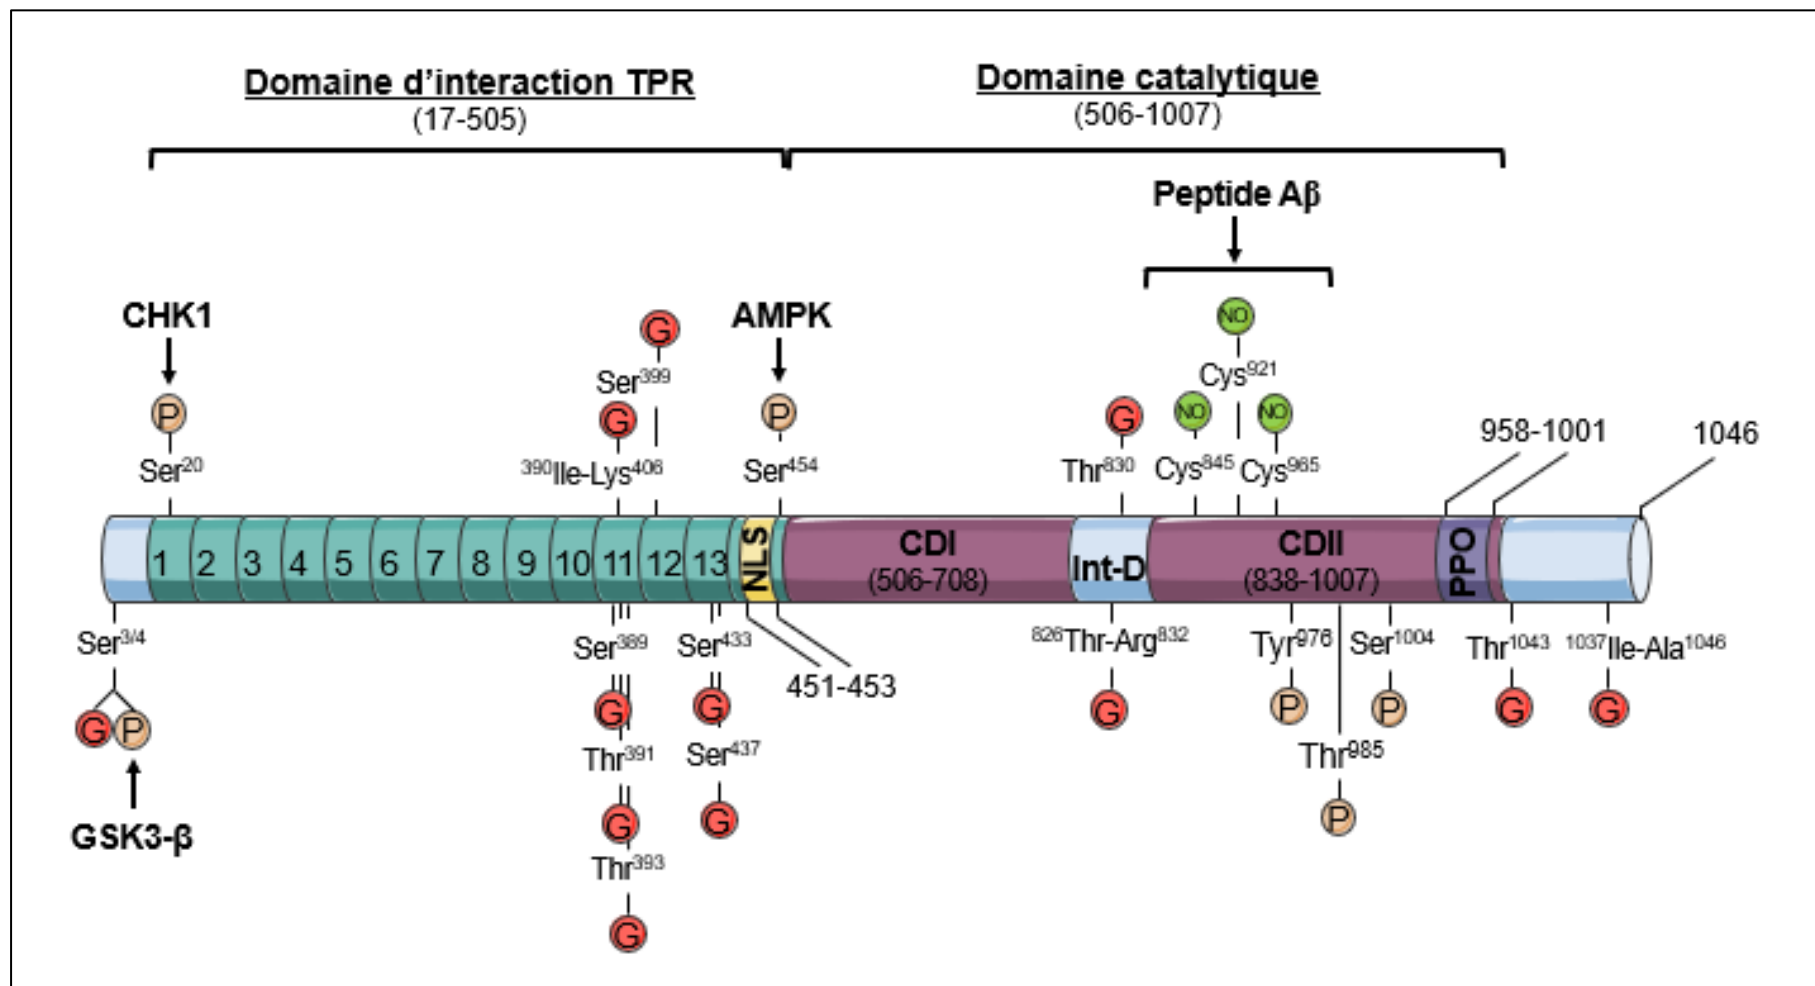 Domaine d'interaction TPR
(17-505)
Domaine catalytique
(506-1007)
Peptide Aβ
CHK1
AMPK
G
NO
Ser³⁹⁹
Cys⁹²¹
P
G
P
G
NO
NO
Ser²⁰
³⁹⁰Ile-Lys⁴⁰⁶
Ser⁴⁵⁴
Thr⁸³⁰
Cys⁸⁴⁵
Cys⁹⁶⁵
958-1001
1046
1 2 3 4 5 6 7 8 9 10 11 12 13
NLS
CDI
(506-708)
Int-D
CDII
(838-1007)
PPO
Ser³ᐟ⁴
Ser³⁸⁹
Ser⁴³³
451-453
⁸²⁶Thr-Arg⁸³²
Tyr⁹⁷⁶
Ser¹⁰⁰⁴
Thr¹⁰⁴³
¹⁰³⁷Ile-Ala¹⁰⁴⁶
G
P
G
G
G
P
P
G
G
Thr³⁹¹
Ser⁴³⁷
Thr⁹⁸⁵
GSK3-β
G
G
P
Thr³⁹³
G